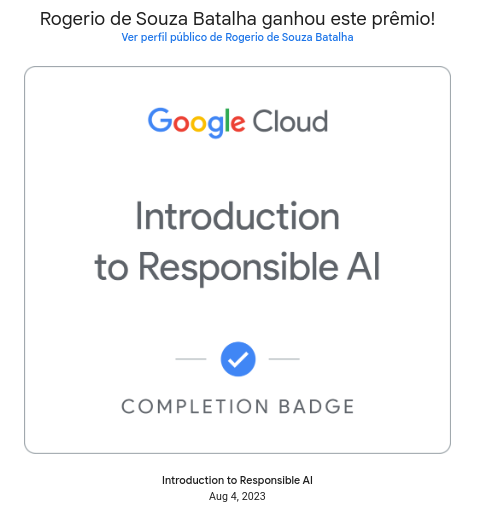 Rogerio de Souza Batalha ganhou este prêmio!
Ver perfil público de Rogerio de Souza Batalha
Google Cloud
Introduction
to Responsible AI
COMPLETION BADGE
Introduction to Responsible AI
Aug 4, 2023